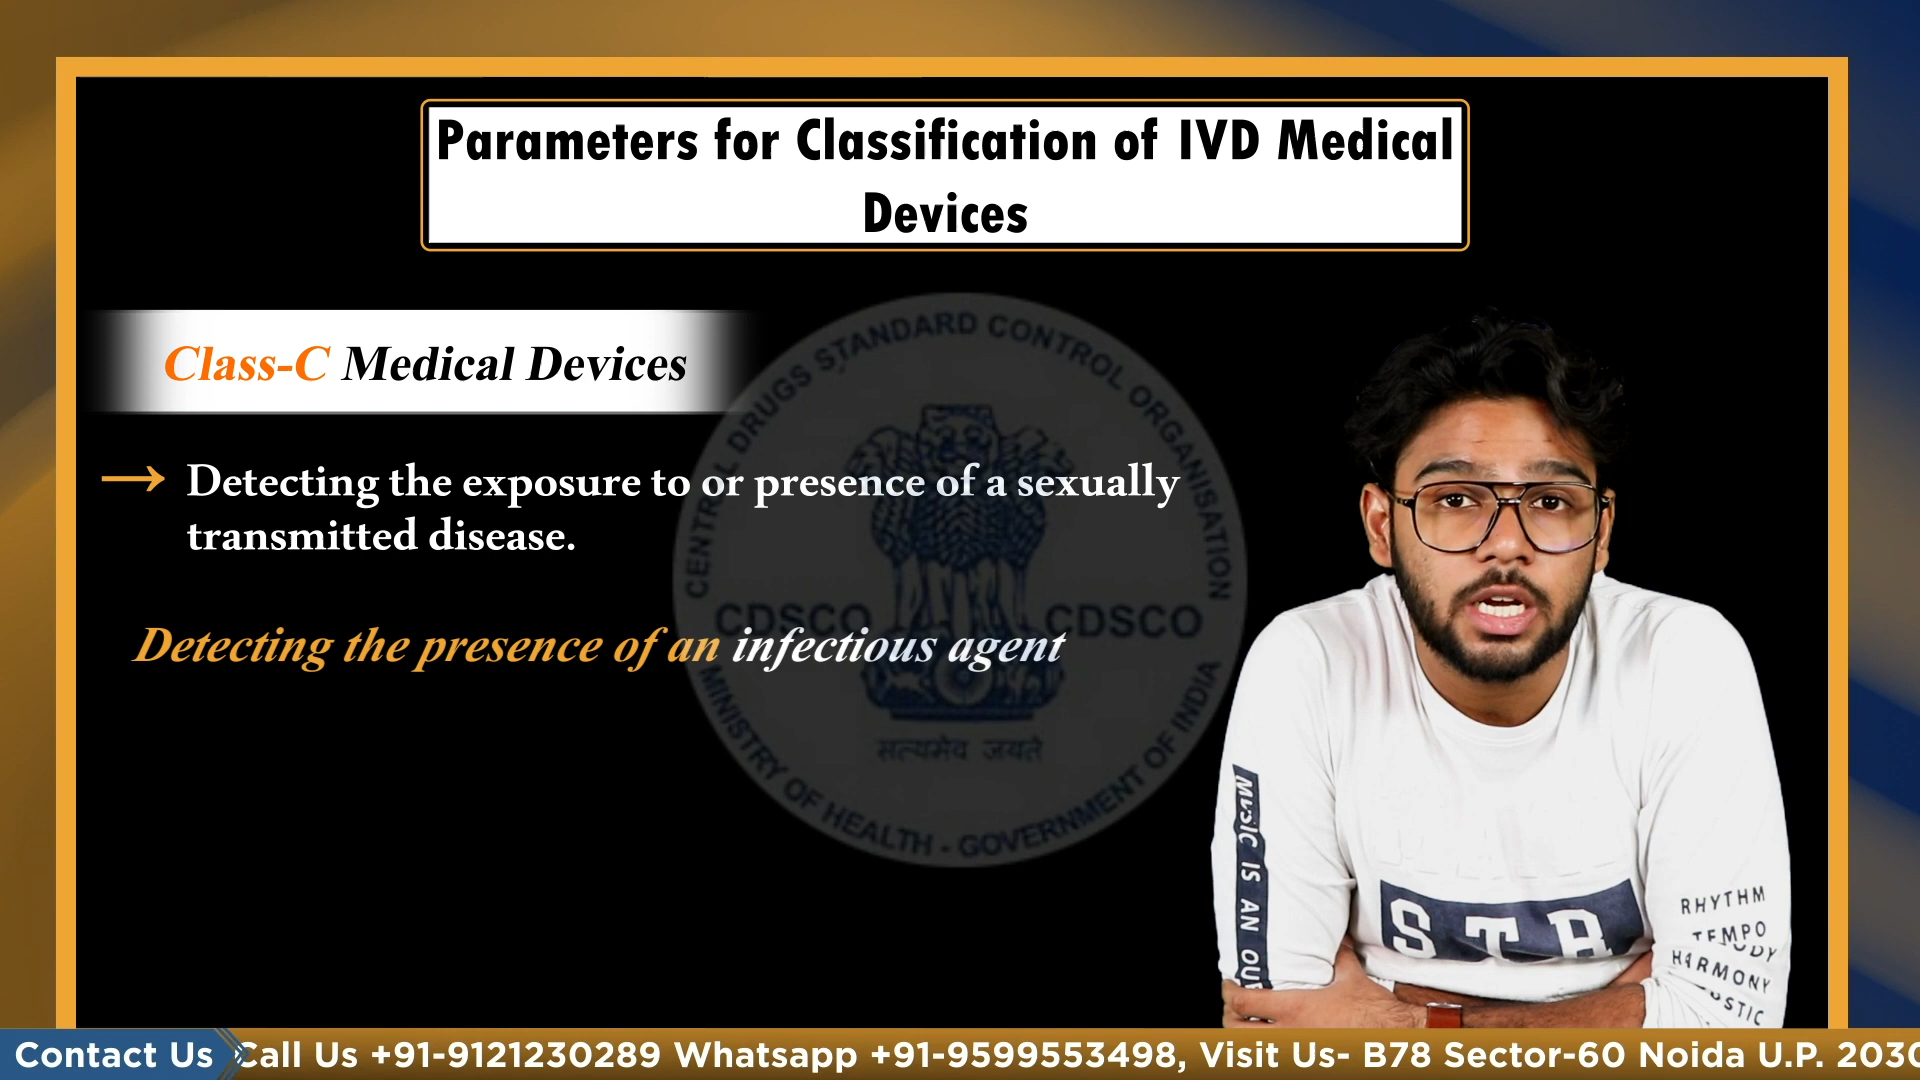 Parameters for Classification of IVD Medical
Devices
Class-C Medical Devices
→ Detecting the exposure to or presence of a sexually
transmitted disease.
Detecting the presence of an infectious agent
CENTRAL DRUGS STANDARD CONTROL ORGANISATION
CDSCO CDSCO
सत्यमेव जयते
MINISTRY OF HEALTH - GOVERNMENT OF INDIA
MUSIC IS AN OU
STR
RHYTHM
TEMPO
HARMONY
Contact Us Call Us +91-9121230289 Whatsapp +91-9599553498, Visit Us- B78 Sector-60 Noida U.P. 2030